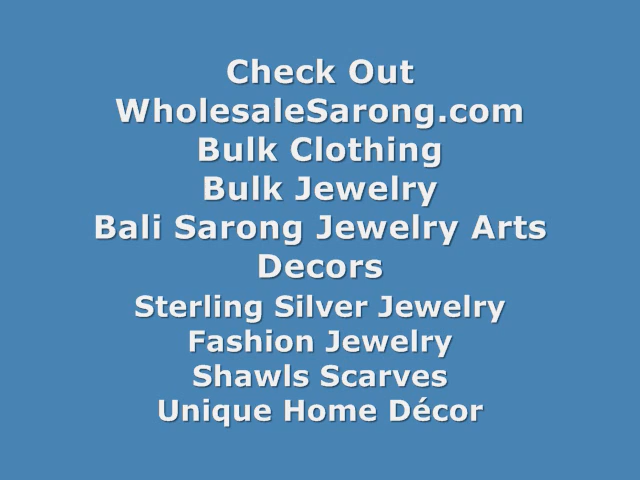 Check Out
WholesaleSarong.com
Bulk Clothing
Bulk Jewelry
Bali Sarong Jewelry Arts
Decors
Sterling Silver Jewelry
Fashion Jewelry
Shawls Scarves
Unique Home Décor